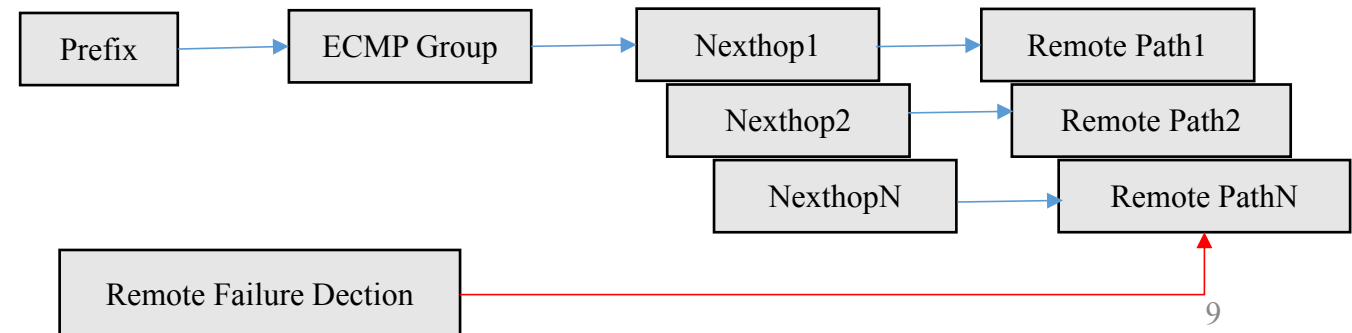 Prefix
ECMP Group
Nexthop1
Remote Path1
Nexthop2
Remote Path2
NexthopN
Remote PathN
Remote Failure Dection
9